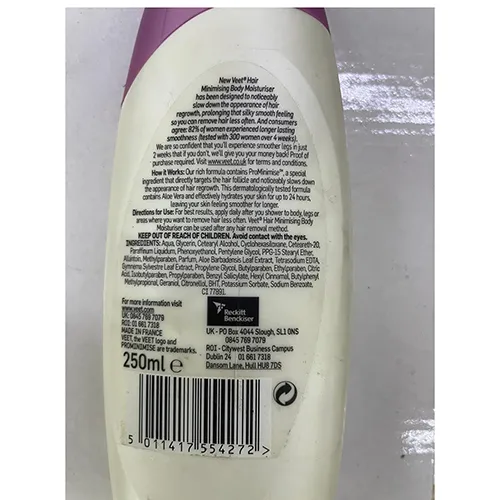 New Veet® Hair
Minimising Body Moisturiser
has been designed to noticeably
slow down the appearance of hair
regrowth, prolonging that silky smooth feeling
so you can remove hair less often. And consumers
agree: 82% of women experienced longer lasting
smoothness (tested with 300 women over 4 weeks).
We are so confident that you'll experience smoother legs in just
2 weeks that if you don't, we'll give you your money back! Proof of
purchase required. Visit www.veet.co.uk for terms and conditions.
How it Works: Our rich formula contains ProMinimise™, a special
ingredient that directly targets the hair follicle and noticeably slows down
the appearance of hair regrowth. This dermatologically tested formula
contains Aloe Vera and effectively hydrates your skin for up to 24 hours,
leaving your skin feeling smoother for longer.
Directions for Use: For best results, apply daily after you shower to body, legs or
areas where you want to remove hair less often. Veet® Hair Minimising Body
Moisturiser can be used after any hair removal method.
KEEP OUT OF REACH OF CHILDREN. Avoid contact with the eyes.
INGREDIENTS: Aqua, Glycerin, Cetearyl Alcohol, Cyclohexasiloxane, Ceteareth-20,
Paraffinum Liquidum, Phenoxyethanol, Pentylene Glycol, PPG-15 Stearyl Ether,
Allantoin, Methylparaben, Parfum, Aloe Barbadensis Leaf Extract, Tetrasodium EDTA,
Gymnema Sylvestre Leaf Extract, Propylene Glycol, Butylparaben, Ethylparaben, Citric
Acid, Isobutylparaben, Propylparaben, Salicylic Acid, Hexyl Cinnamal, Butylphenyl
Methylpropional, Geraniol, Citronellol, BHT, Potassium Sorbate, Sodium Benzoate,
CI 77891.
For more information visit
www.veet.com
UK: 0845 769 7079
ROI: 01 661 7318
MADE IN FRANCE
VEET, the VEET logo and
PROMINIMISE are trademarks.
250ml e
Reckitt
Benckiser
UK - PO Box 4044 Slough, SL1 0NS
0845 769 7079
ROI - Citywest Business Campus
Dublin 24 01 661 7318
Dansom Lane, Hull HU8 7DS
5 011417 554272 >